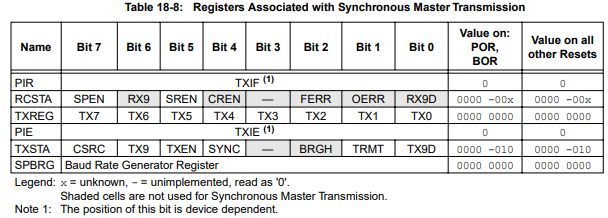 Table 18-8: Registers Associated with Synchronous Master Transmission
Name Bit 7 Bit 6 Bit 5 Bit 4 Bit 3 Bit 2 Bit 1 Bit 0 Value on: POR, BOR Value on all other Resets
PIR TXIF (1) 0 0
RCSTA SPEN RX9 SREN CREN — FERR OERR RX9D 0000 -00x 0000 -00x
TXREG TX7 TX6 TX5 TX4 TX3 TX2 TX1 TX0 0000 0000 0000 0000
PIE TXIE (1) 0 0
TXSTA CSRC TX9 TXEN SYNC — BRGH TRMT TX9D 0000 -010 0000 -010
SPBRG Baud Rate Generator Register 0000 0000 0000 0000
Legend: x = unknown, - = unimplemented, read as '0'.
Shaded cells are not used for Synchronous Master Transmission.
Note 1: The position of this bit is device dependent.